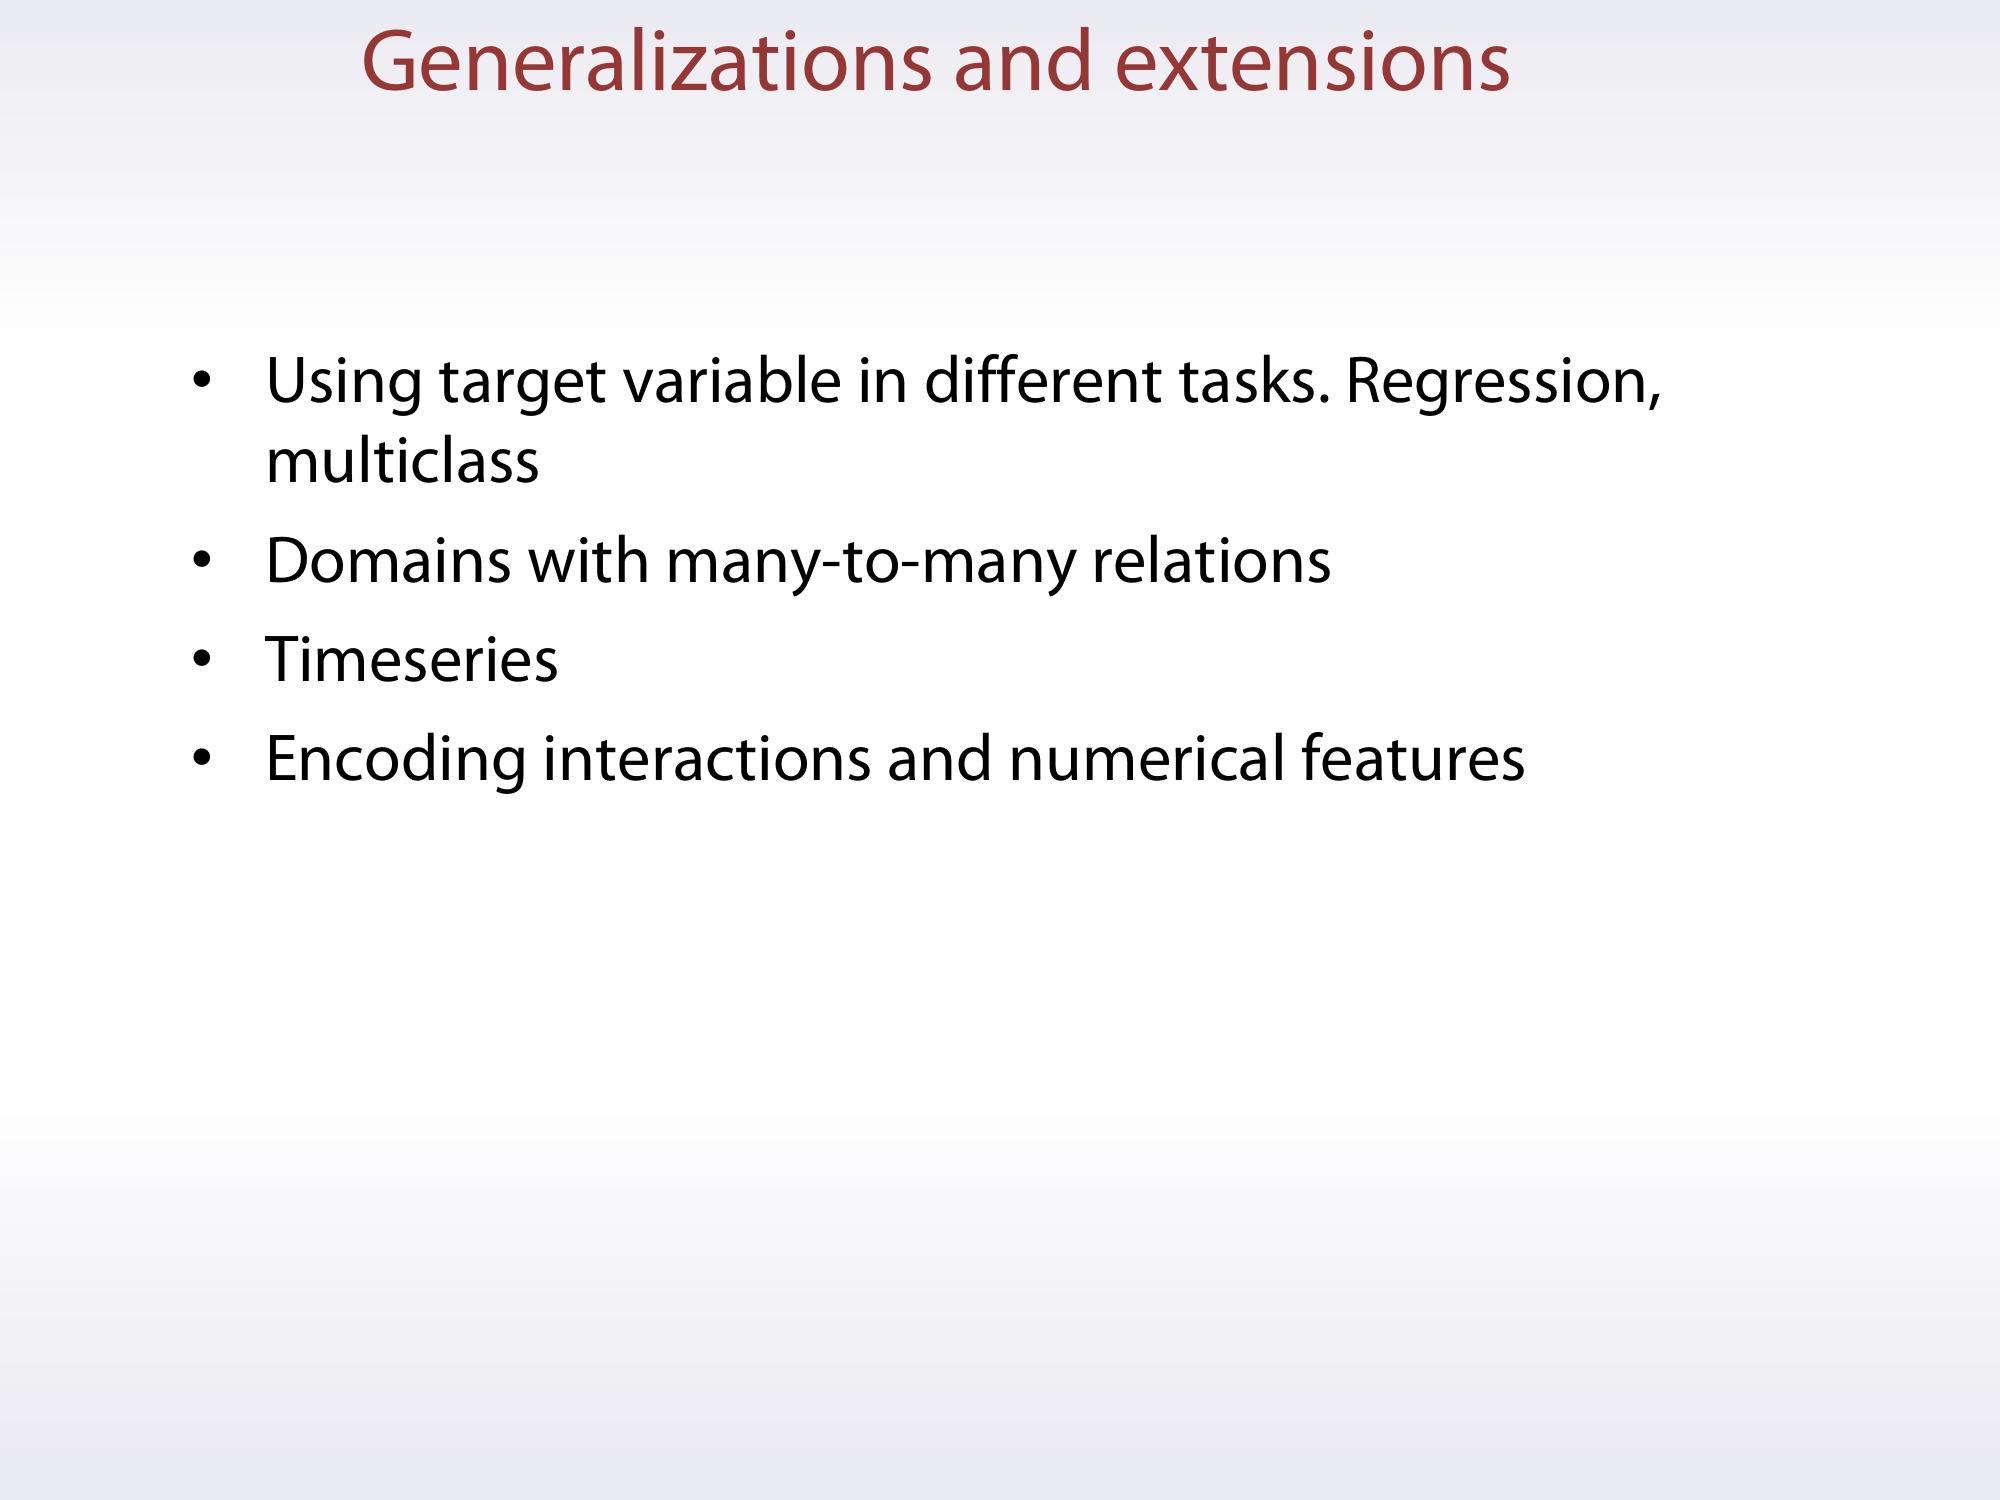 Generalizations and extensions
• Using target variable in different tasks. Regression,
multiclass
• Domains with many-to-many relations
• Timeseries
• Encoding interactions and numerical features